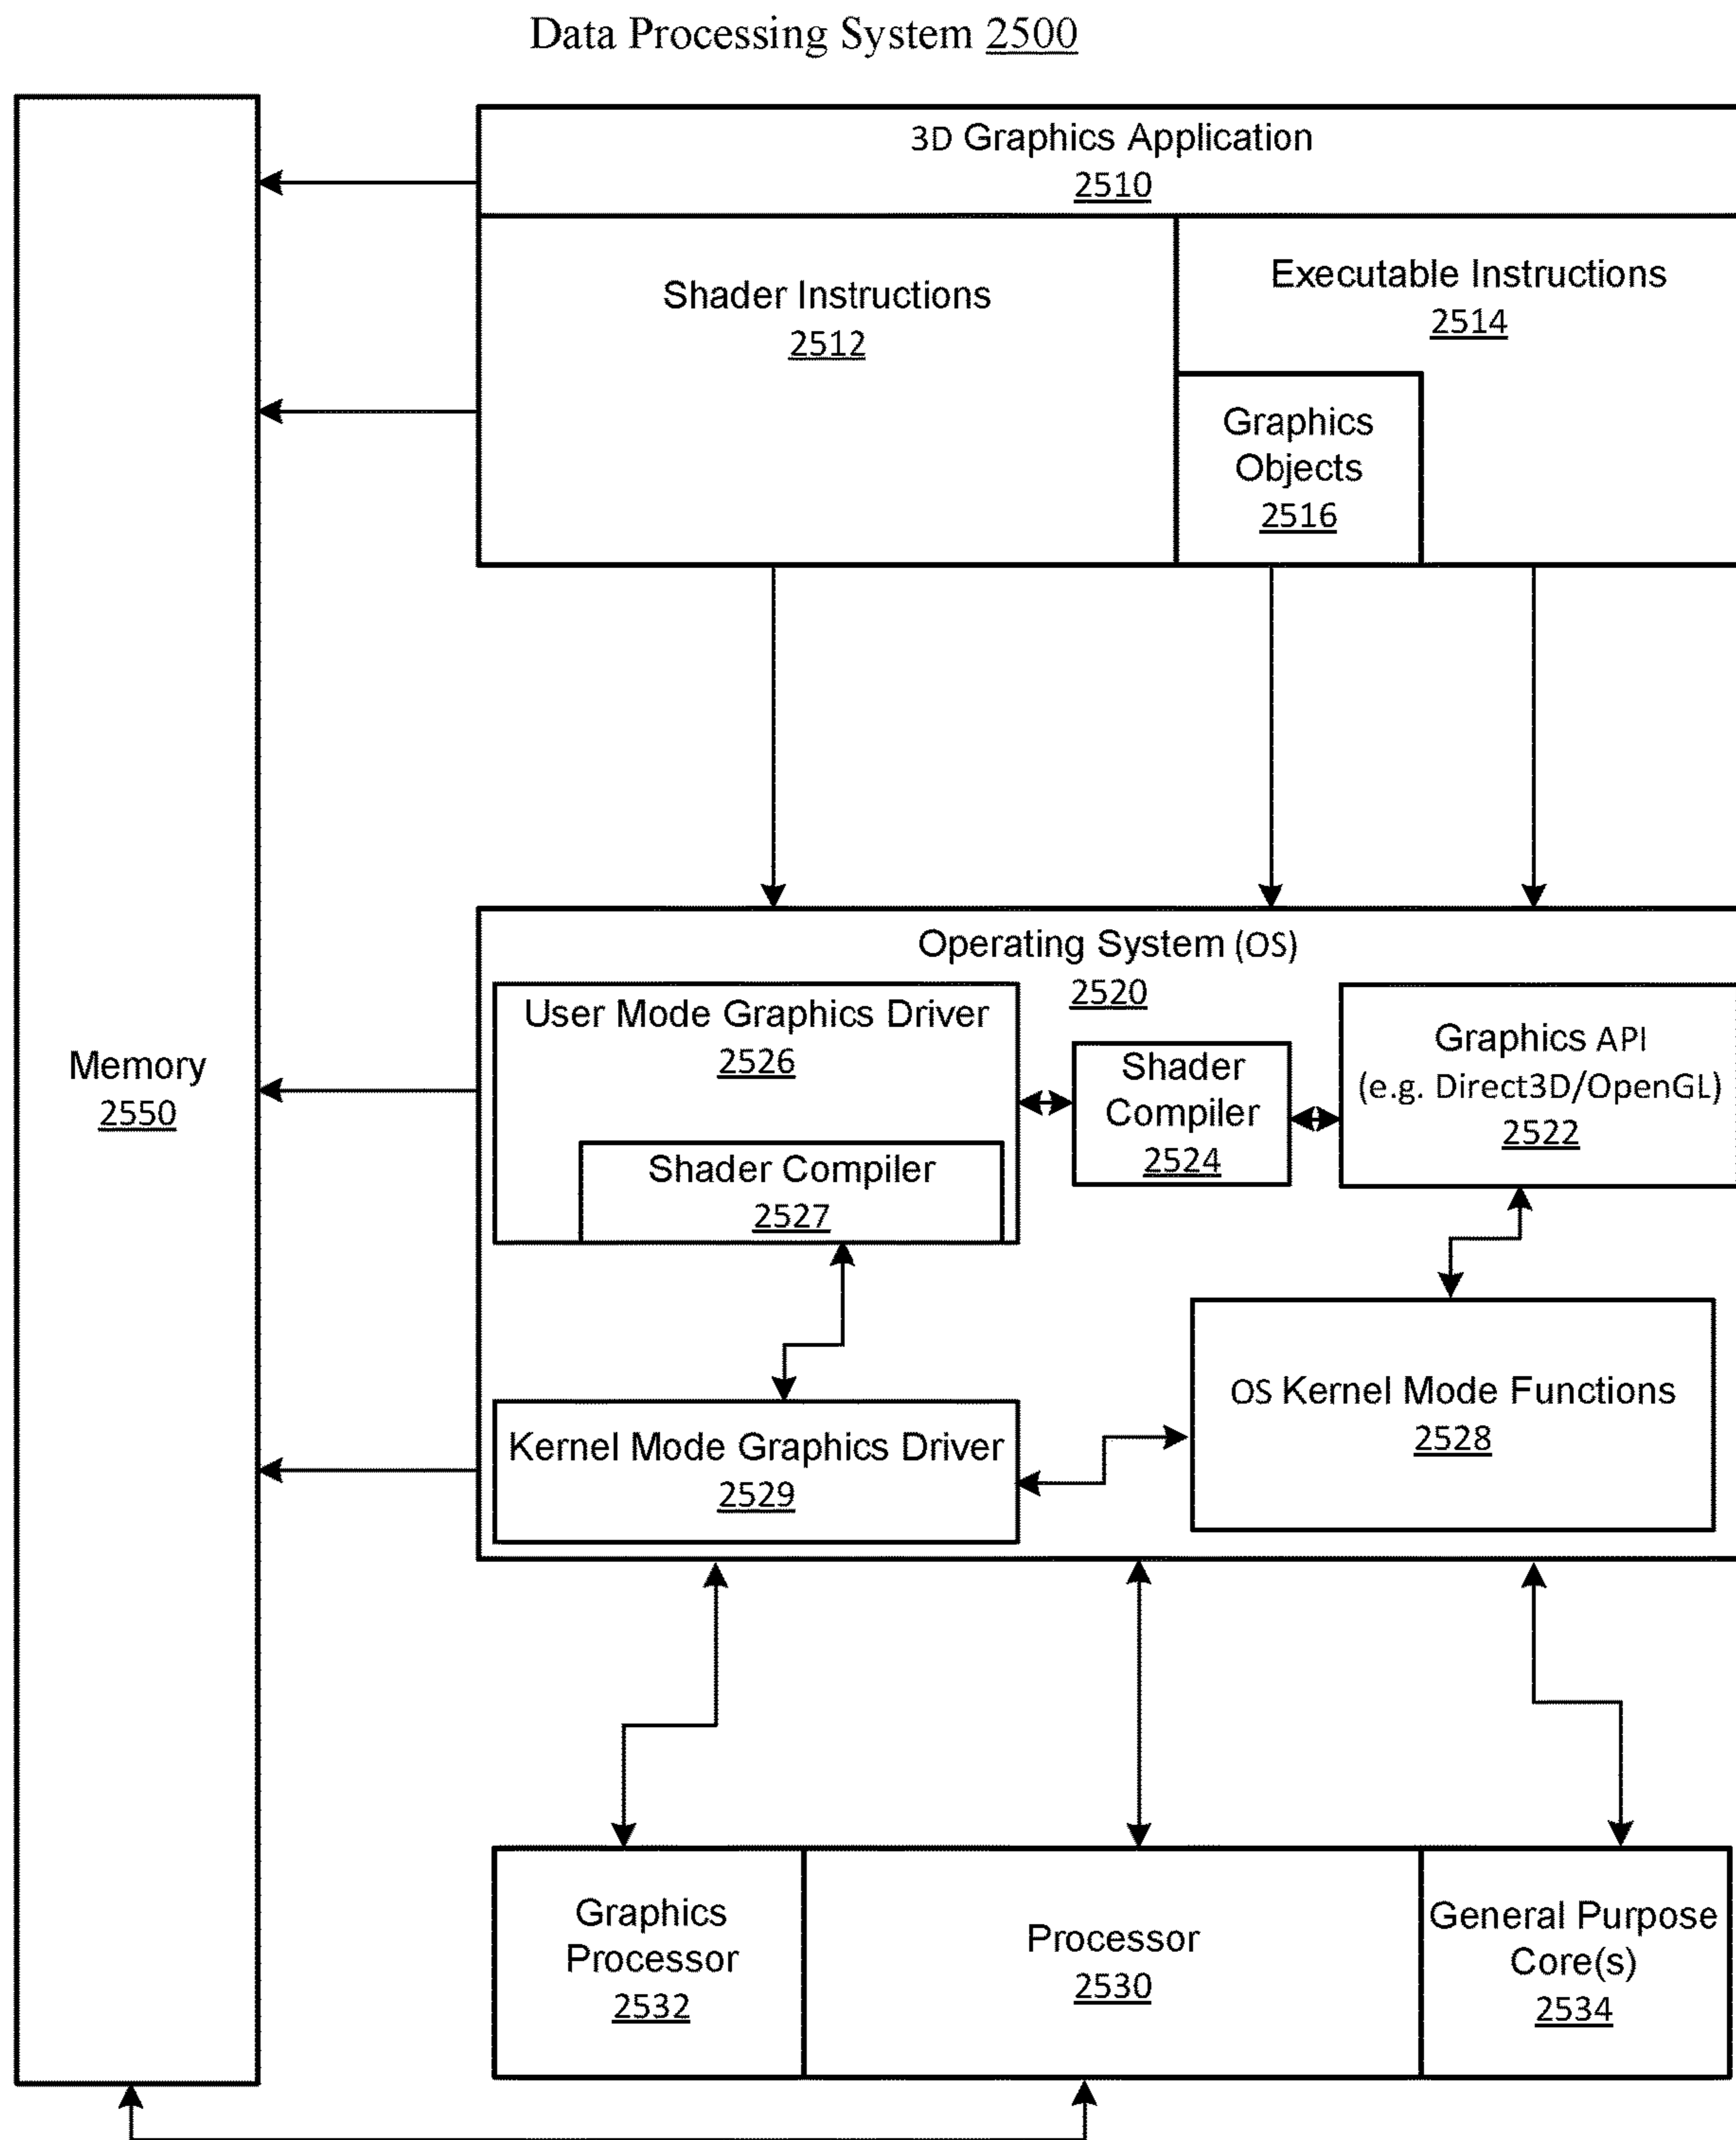 Data Processing System 2500
3D Graphics Application
2510
Shader Instructions
2512
Executable Instructions
2514
Graphics
Objects
2516
Memory
2550
Operating System (OS)
2520
User Mode Graphics Driver
2526
Shader Compiler
2527
Shader
Compiler
2524
Graphics API
(e.g. Direct3D/OpenGL)
2522
Kernel Mode Graphics Driver
2529
OS Kernel Mode Functions
2528
Graphics
Processor
2532
Processor
2530
General Purpose
Core(s)
2534